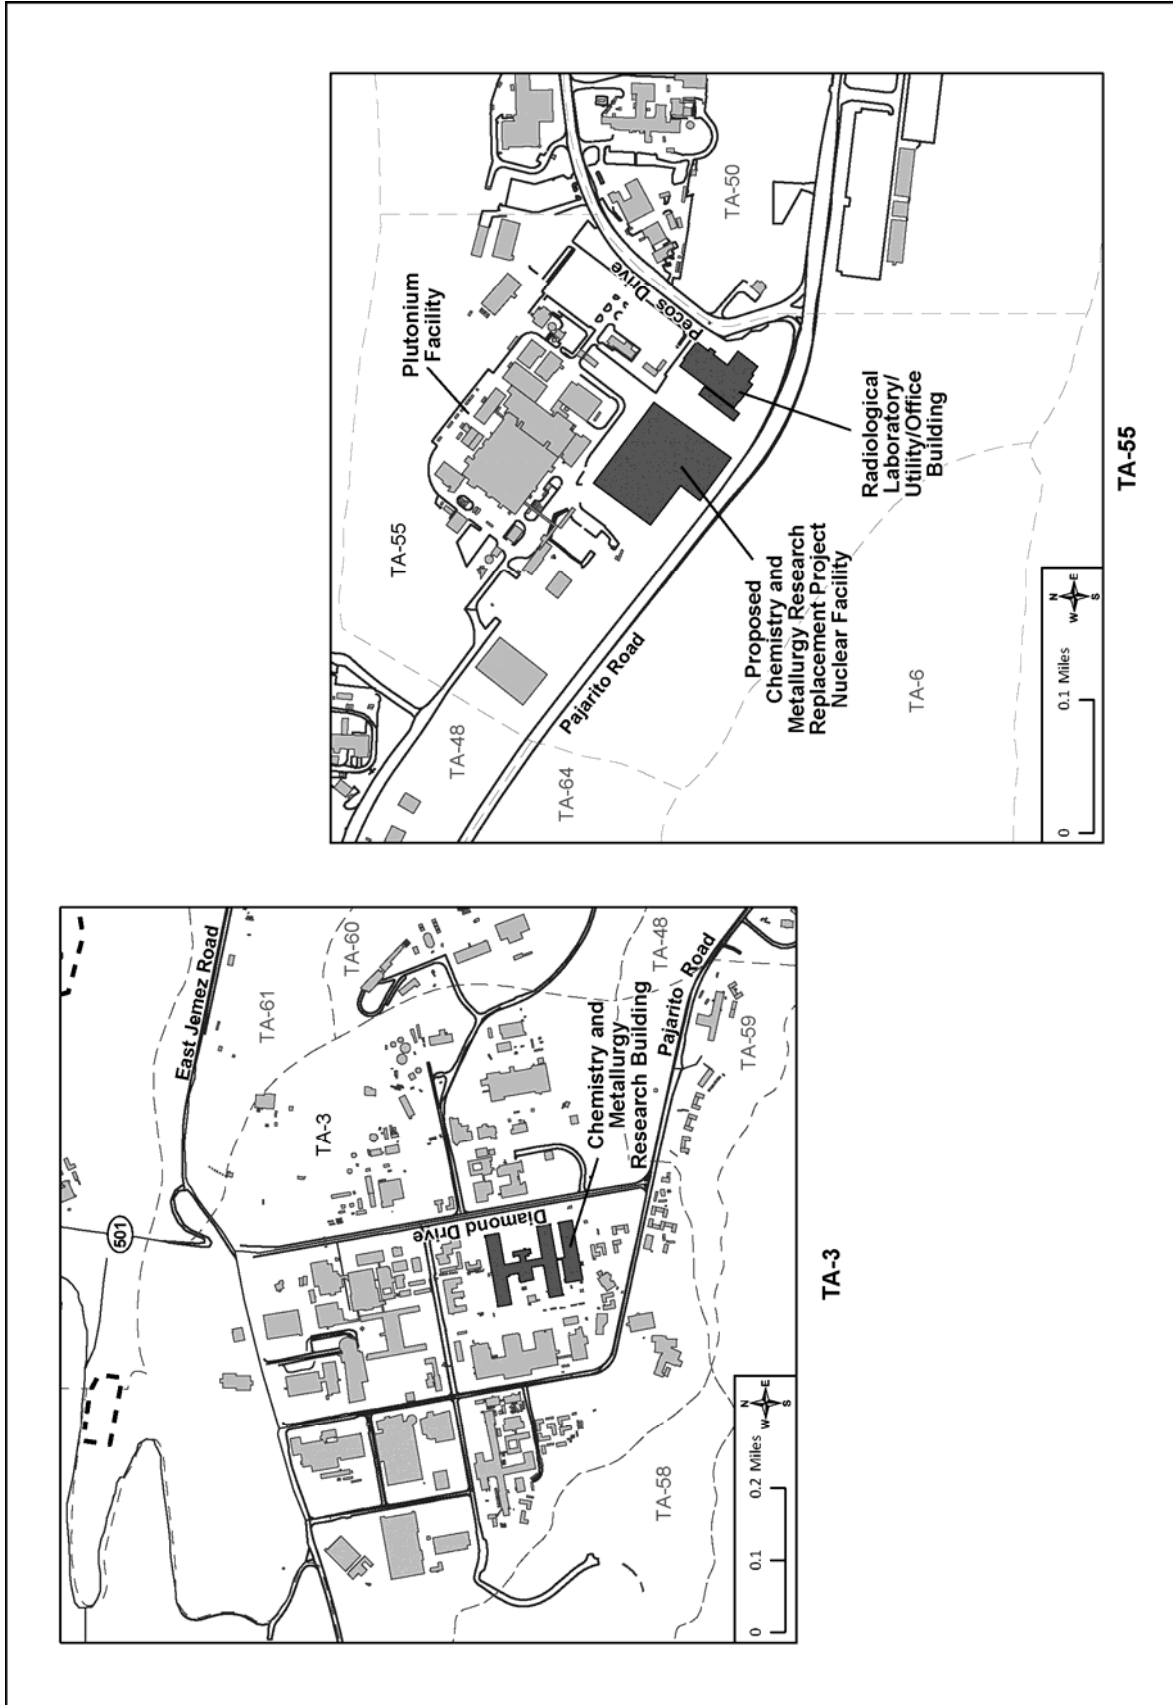 501
East Jemez Road
TA-61
TA-60
TA-3
Diamond Drive
Chemistry and
Metallurgy
Research Building
TA-48
Pajarito Road
TA-59
TA-58
0
0.1
0.2 Miles
N
W
E
S
TA-3
TA-55
Plutonium
Facility
TA-48
TA-64
Pecos Drive
TA-50
Pajarito Road
Proposed
Chemistry and
Metallurgy Research
Replacement Project
Nuclear Facility
Radiological
Laboratory/
Utility/Office
Building
TA-6
0
0.1 Miles
N
W
E
S
TA-55